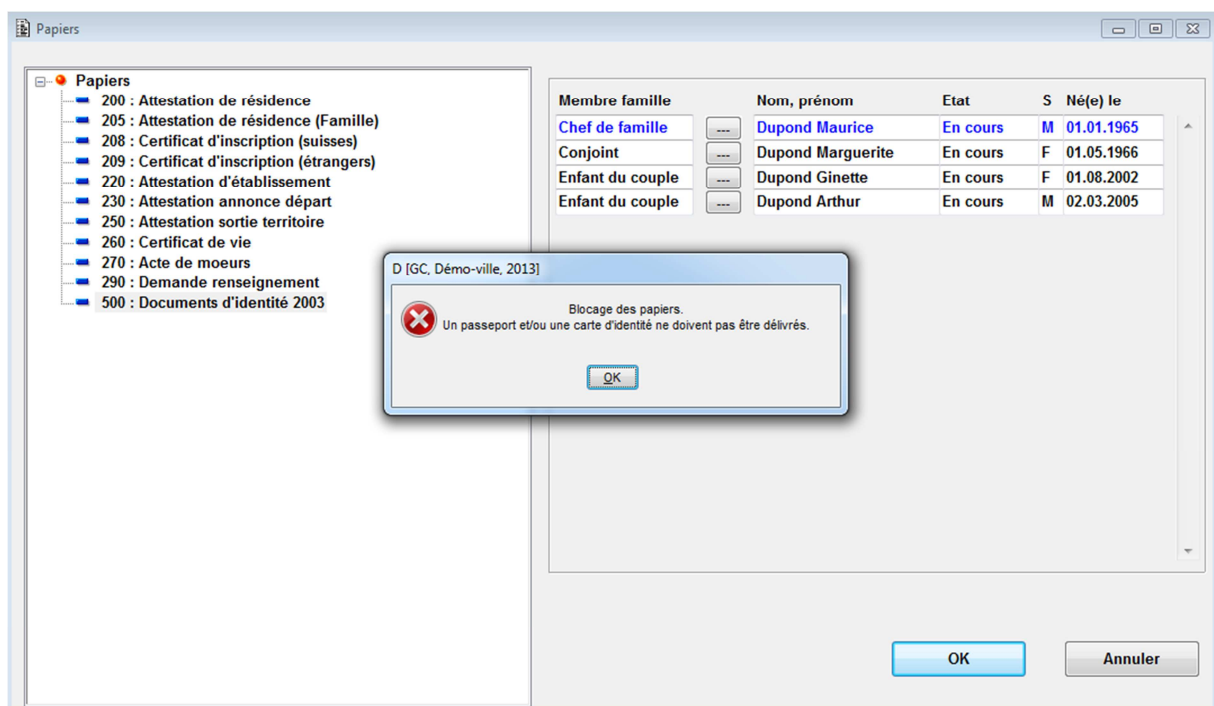 Papiers
Papiers
200 : Attestation de résidence
205 : Attestation de résidence (Famille)
208 : Certificat d'inscription (suisses)
209 : Certificat d'inscription (étrangers)
220 : Attestation d'établissement
230 : Attestation annonce départ
250 : Attestation sortie territoire
260 : Certificat de vie
270 : Acte de moeurs
290 : Demande renseignement
500 : Documents d'identité 2003
Membre famille Nom, prénom Etat S Né(e) le
Chef de famille --- Dupond Maurice En cours M 01.01.1965
Conjoint --- Dupond Marguerite En cours F 01.05.1966
Enfant du couple --- Dupond Ginette En cours F 01.08.2002
Enfant du couple --- Dupond Arthur En cours M 02.03.2005
D [GC, Démo-ville, 2013]
Blocage des papiers.
Un passeport et/ou une carte d'identité ne doivent pas être délivrés.
OK
OK Annuler